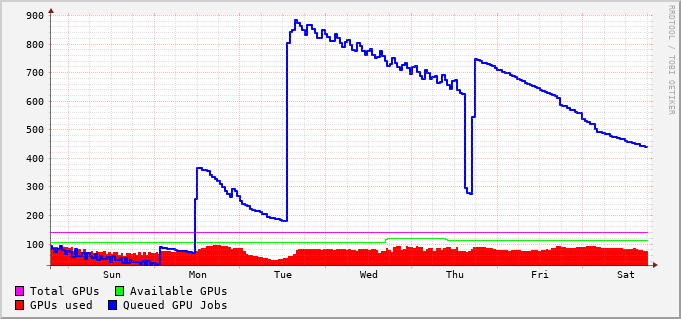 900
800
700
600
500
400
300
200
100
Sun Mon Tue Wed Thu Fri Sat
Total GPUs Available GPUs
GPUs used Queued GPU Jobs
RRDTOOL / TOBI OETIKER